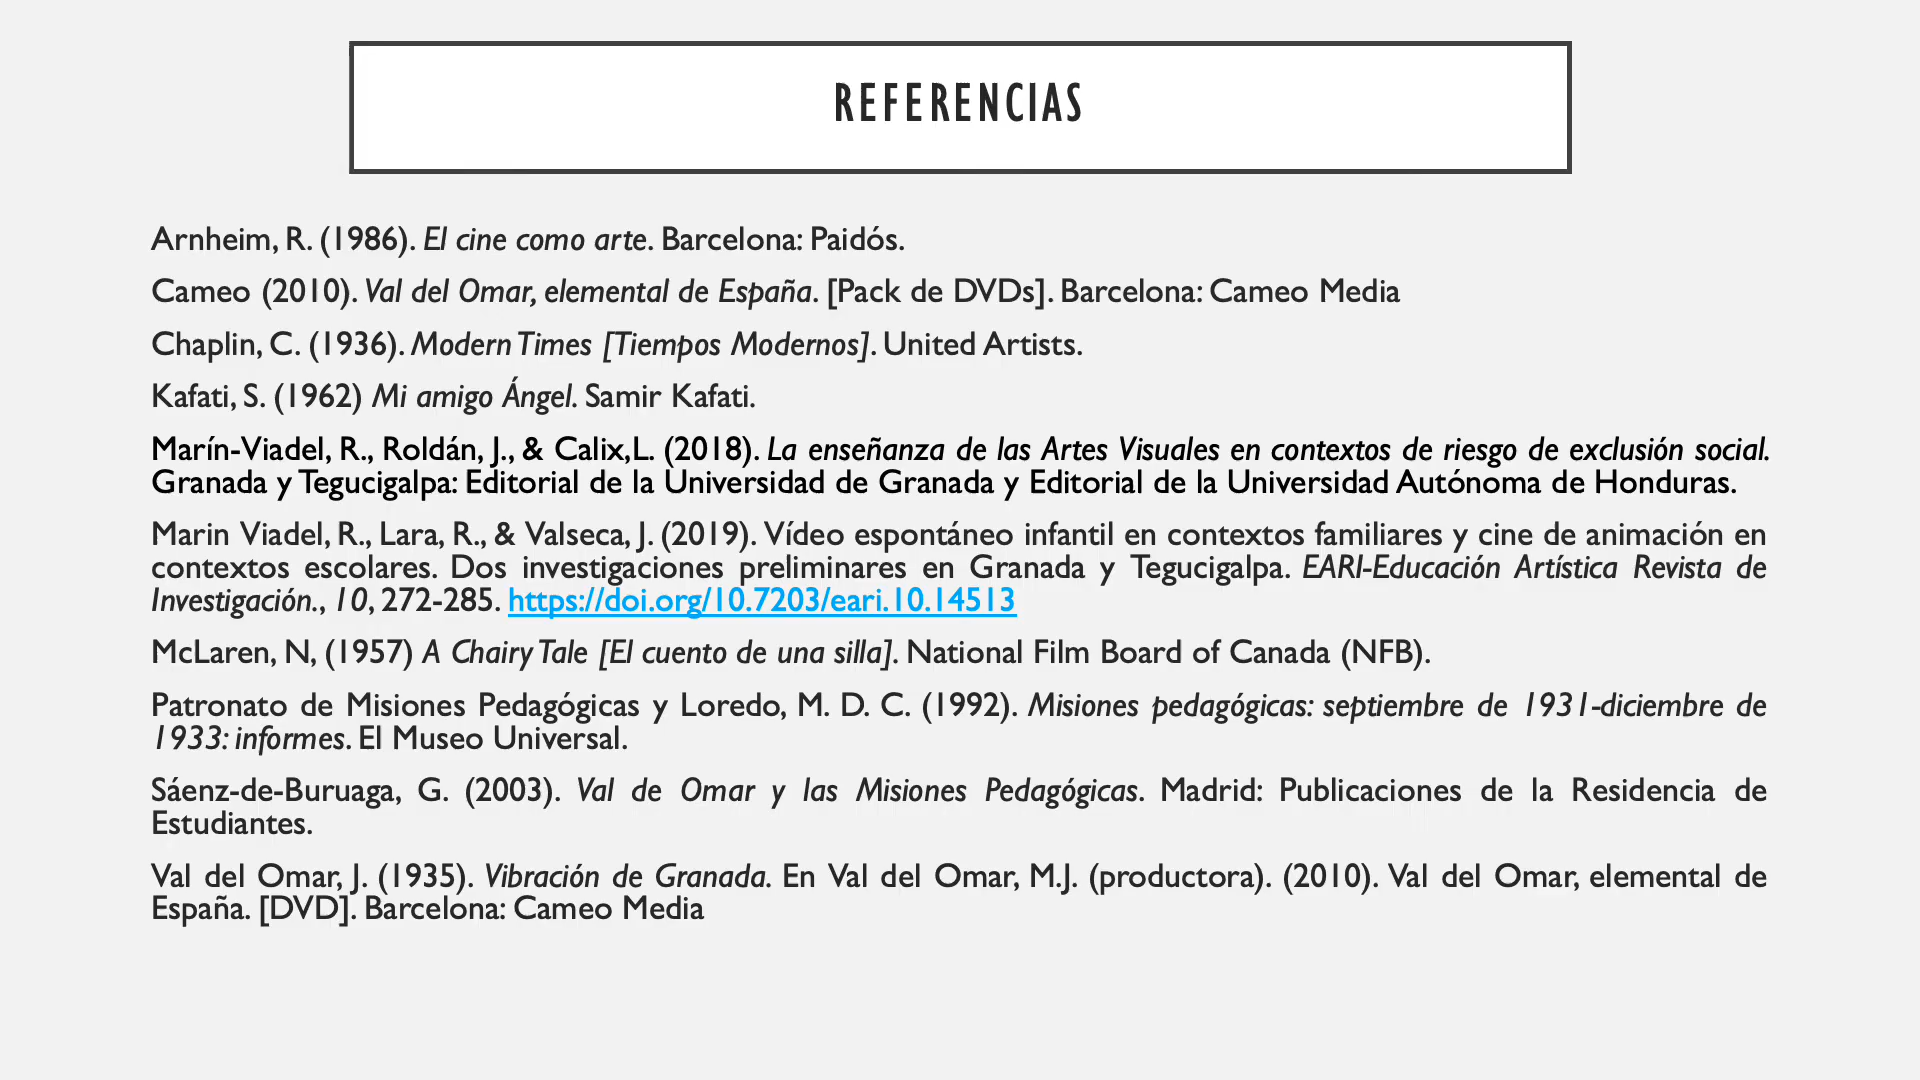 REFERENCIAS
Arnheim, R. (1986). El cine como arte. Barcelona: Paidós.
Cameo (2010). Val del Omar, elemental de España. [Pack de DVDs]. Barcelona: Cameo Media
Chaplin, C. (1936). Modern Times [Tiempos Modernos]. United Artists.
Kafati, S. (1962) Mi amigo Ángel. Samir Kafati.
Marín-Viadel, R., Roldán, J., & Calix,L. (2018). La enseñanza de las Artes Visuales en contextos de riesgo de exclusión social.
Granada y Tegucigalpa: Editorial de la Universidad de Granada y Editorial de la Universidad Autónoma de Honduras.
Marin Viadel, R., Lara, R., & Valseca, J. (2019). Vídeo espontáneo infantil en contextos familiares y cine de animación en
contextos escolares. Dos investigaciones preliminares en Granada y Tegucigalpa. EARI-Educación Artística Revista de
Investigación., 10, 272-285. https://doi.org/10.7203/eari.10.14513
McLaren, N, (1957) A Chairy Tale [El cuento de una silla]. National Film Board of Canada (NFB).
Patronato de Misiones Pedagógicas y Loredo, M. D. C. (1992). Misiones pedagógicas: septiembre de 1931-diciembre de
1933: informes. El Museo Universal.
Sáenz-de-Buruaga, G. (2003). Val de Omar y las Misiones Pedagógicas. Madrid: Publicaciones de la Residencia de
Estudiantes.
Val del Omar, J. (1935). Vibración de Granada. En Val del Omar, M.J. (productora). (2010). Val del Omar, elemental de
España. [DVD]. Barcelona: Cameo Media